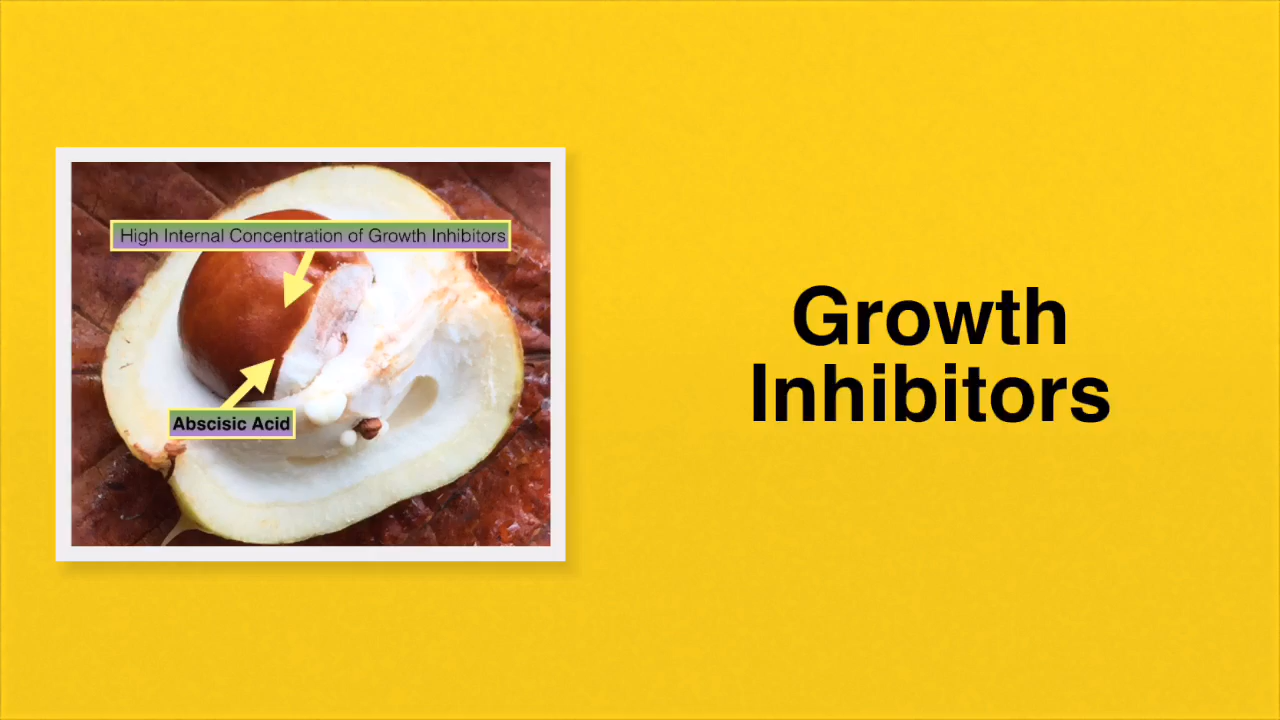 High Internal Concentration of Growth Inhibitors
Abscisic Acid
Growth
Inhibitors